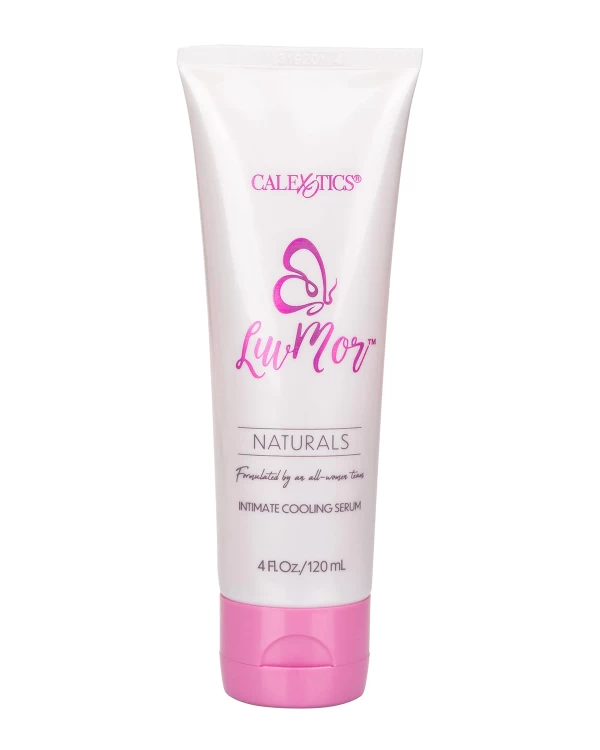 CALEXOTICS®
LuvMor™
NATURALS
Formulated by an all-women team
INTIMATE COOLING SERUM
4 Fl. Oz./120 mL